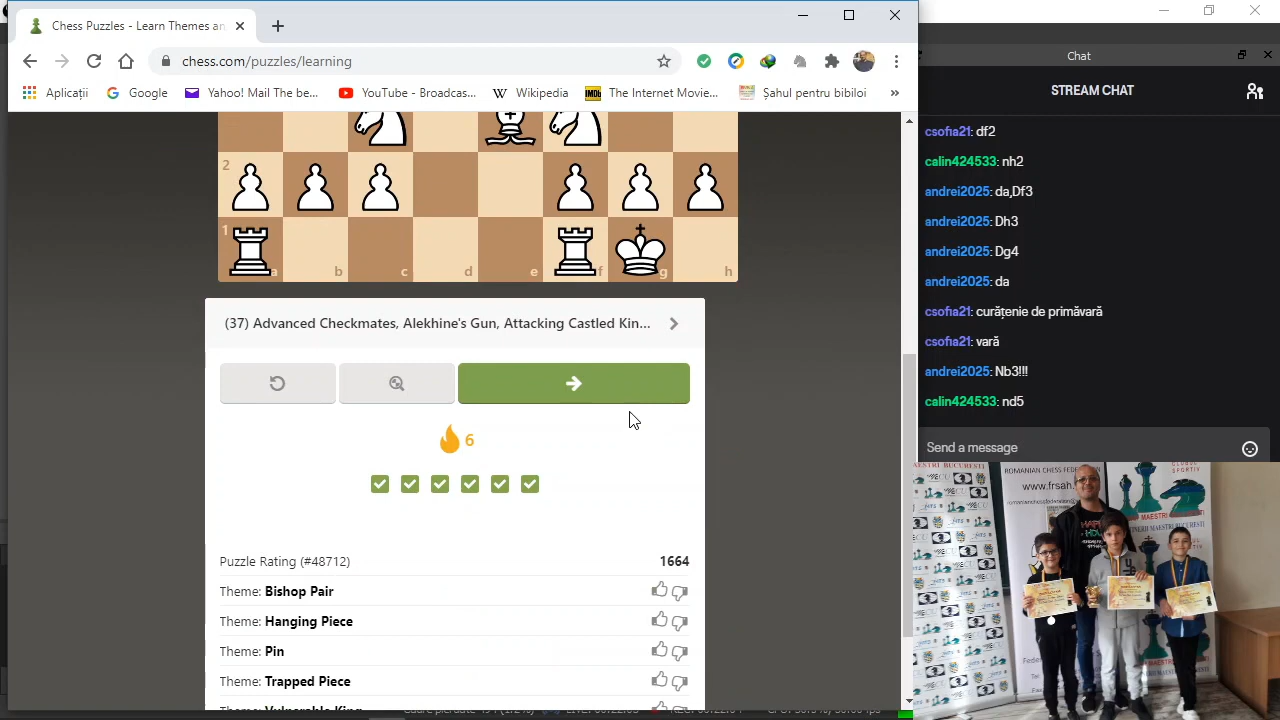 Chess Puzzles - Learn Themes an
chess.com/puzzles/learning
Aplicații
Google
Yahoo! Mail The be...
YouTube - Broadcas...
Wikipedia
The Internet Movie...
Șahul pentru bibiloi
»
2
1
a
b
c
d
e
f
g
h
(37) Advanced Checkmates, Alekhine's Gun, Attacking Castled Kin...
6
Puzzle Rating (#48712) 1664
Theme: Bishop Pair
Theme: Hanging Piece
Theme: Pin
Theme: Trapped Piece
Chat
STREAM CHAT
csofia21: df2
calin424533: nh2
andrei2025: da,Df3
andrei2025: Dh3
andrei2025: Dg4
andrei2025: da
csofia21: curățenie de primăvară
csofia21: vară
andrei2025: Nb3!!!
calin424533: nd5
Send a message
ROMANIAN CHESS FEDERATION
www.frsah.